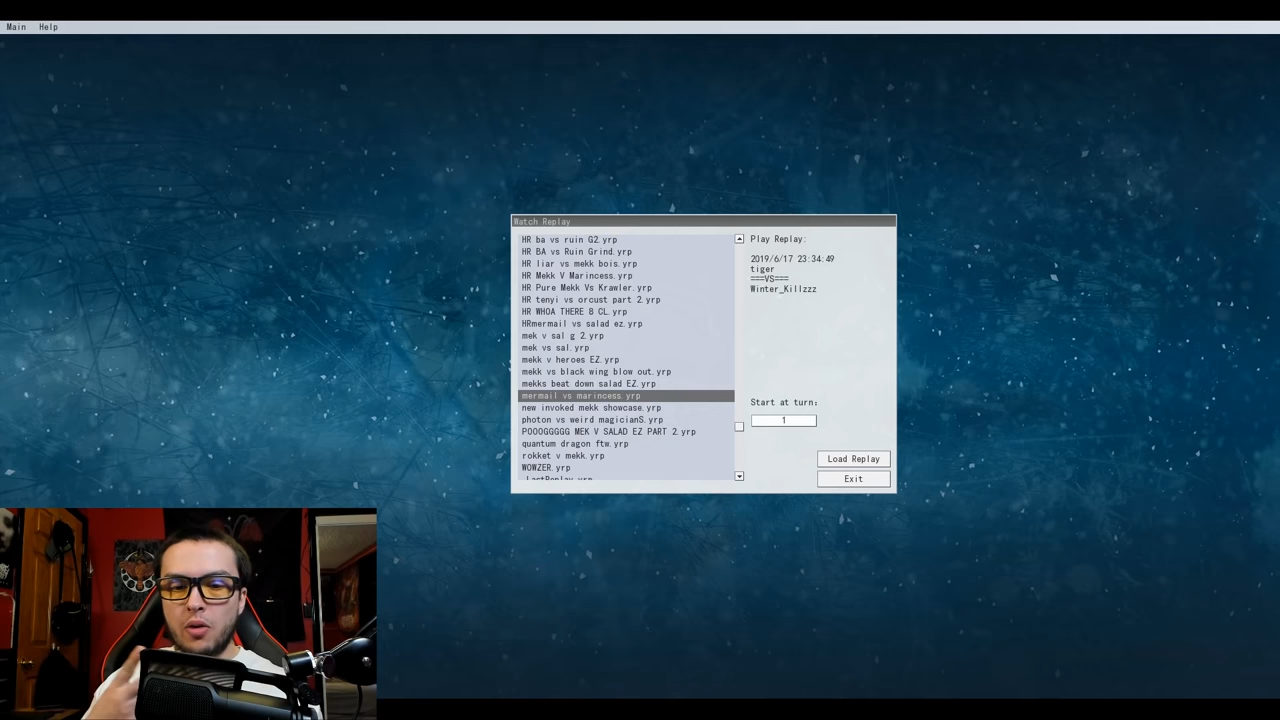 Main Help
Watch Replay
HR ba vs ruin G2.yrp
HR BA vs Ruin Grind.yrp
HR liar vs mekk bois.yrp
HR Mekk V Marincess.yrp
HR Pure Mekk Vs Krawler.yrp
HR tenyi vs orcust part 2.yrp
HR WHOA THERE 8 CL.yrp
HRmermail vs salad ez.yrp
mek v sal g 2.yrp
mek vs sal.yrp
mekk v heroes EZ.yrp
mekk vs black wing blow out.yrp
mekks beat down salad EZ.yrp
mermail vs marincess.yrp
new invoked mekk showcase.yrp
photon vs weird magicianS.yrp
POOOGGGGG MEK V SALAD EZ PART 2.yrp
quantum dragon ftw.yrp
rokket v mekk.yrp
WOWZER.yrp
_LastReplay.yrp
Play Replay:
2019/6/17 23:34:49
tiger
===VS===
Winter_Killzzz
Start at turn:
1
Load Replay
Exit